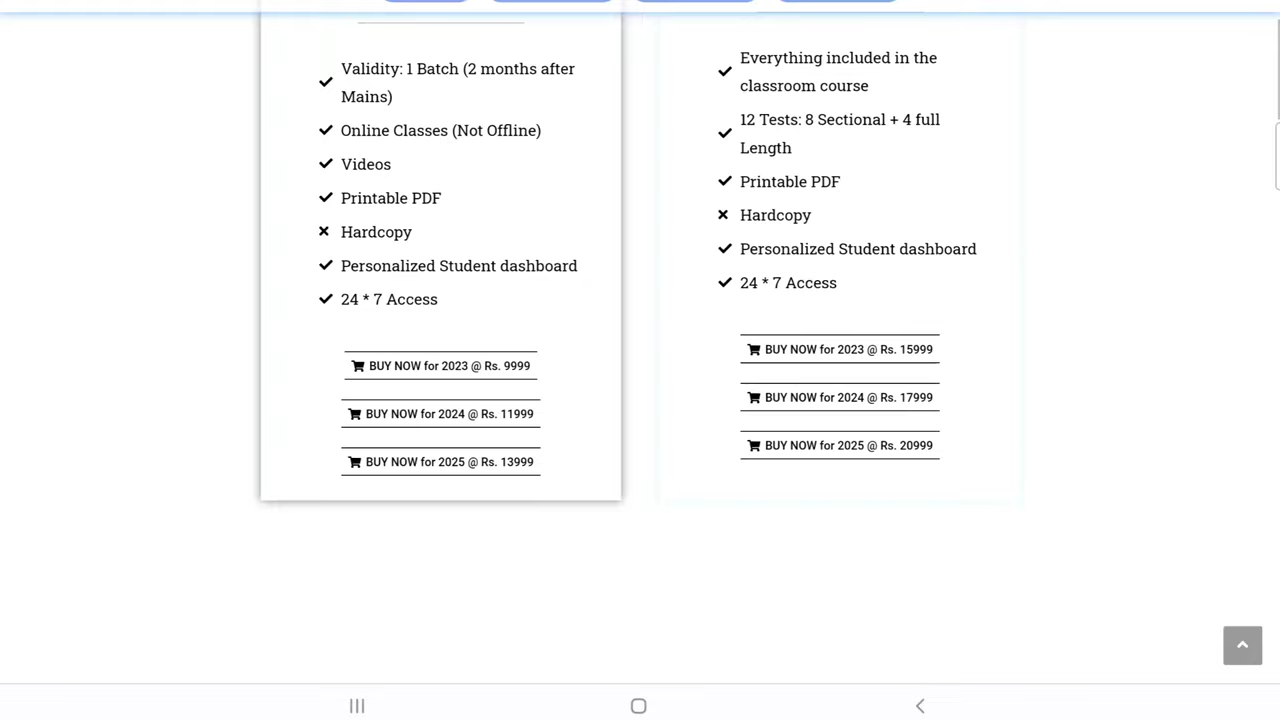 Validity: 1 Batch (2 months after
Mains)
Online Classes (Not Offline)
Videos
Printable PDF
Hardcopy
Personalized Student dashboard
24 * 7 Access
BUY NOW for 2023 @ Rs. 9999
BUY NOW for 2024 @ Rs. 11999
BUY NOW for 2025 @ Rs. 13999
Everything included in the
classroom course
12 Tests: 8 Sectional + 4 full
Length
Printable PDF
Hardcopy
Personalized Student dashboard
24 * 7 Access
BUY NOW for 2023 @ Rs. 15999
BUY NOW for 2024 @ Rs. 17999
BUY NOW for 2025 @ Rs. 20999